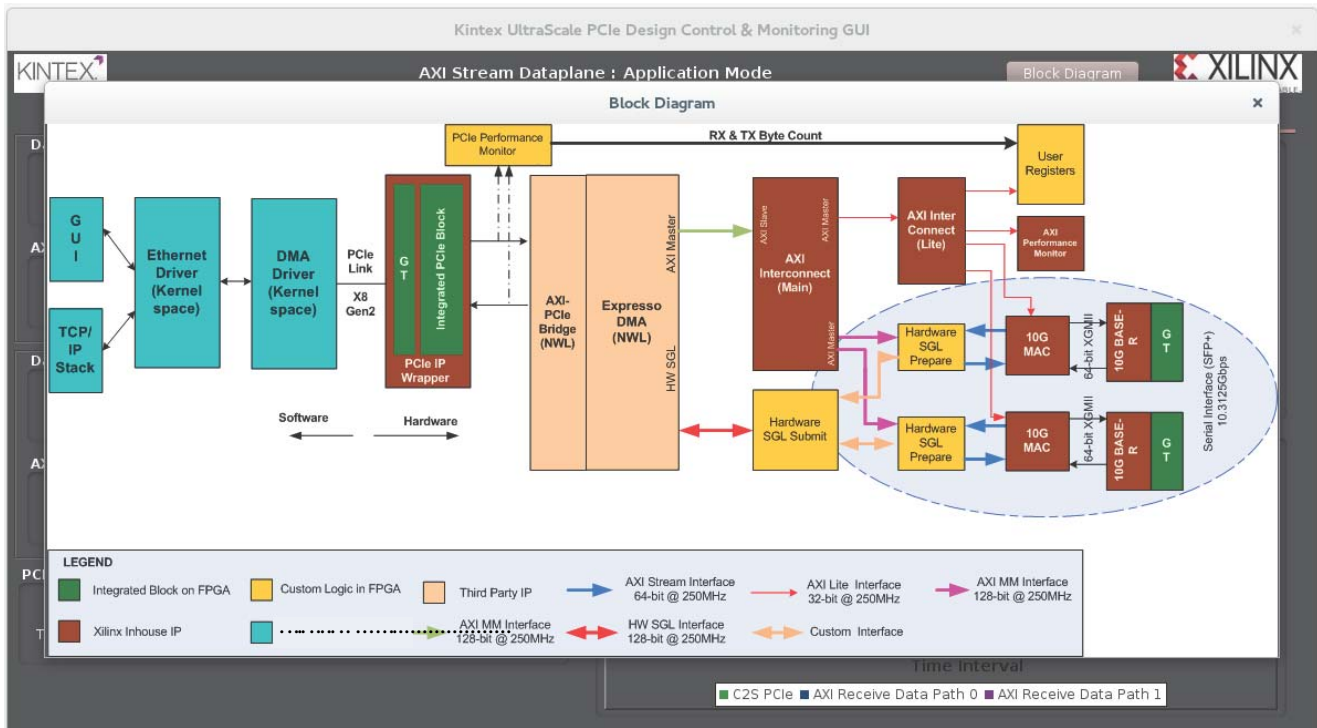 Kintex UltraScale PCIe Design Control & Monitoring GUI
KINTEX
AXI Stream Dataplane : Application Mode
Block Diagram
XILINX
Block Diagram
PCIe Performance
Monitor
RX & TX Byte Count
User
Registers
G
U
I
TCP/
IP
Stack
Ethernet
Driver
(Kernel
space)
DMA
Driver
(Kernel
space)
PCIe
Link
X8
Gen2
G
T
Integrated PCIe Block
PCIe IP
Wrapper
AXI-
PCIe
Bridge
(NWL)
Expresso
DMA
(NWL)
AXI Master
HW SGL
AXI Slave
AXI Master
AXI
Interconnect
(Main)
AXI Master
AXI Inter
Connect
(Lite)
AXI
Performance
Monitor
Hardware
SGL
Prepare
10G
MAC
64-bit XGMII
10G BASE-
R
G
T
Hardware
SGL Submit
Hardware
SGL
Prepare
10G
MAC
64-bit XGMII
10G BASE-
R
G
T
Serial Interface (SFP+)
10.3125Gbps
Software
Hardware
LEGEND
Integrated Block on FPGA
Custom Logic in FPGA
Third Party IP
AXI Stream Interface
64-bit @ 250MHz
AXI Lite Interface
32-bit @ 250MHz
AXI MM Interface
128-bit @ 250MHz
Xilinx Inhouse IP
AXI MM Interface
128-bit @ 250MHz
HW SGL Interface
128-bit @ 250MHz
Custom Interface
Time Interval
C2S PCIe
AXI Receive Data Path 0
AXI Receive Data Path 1